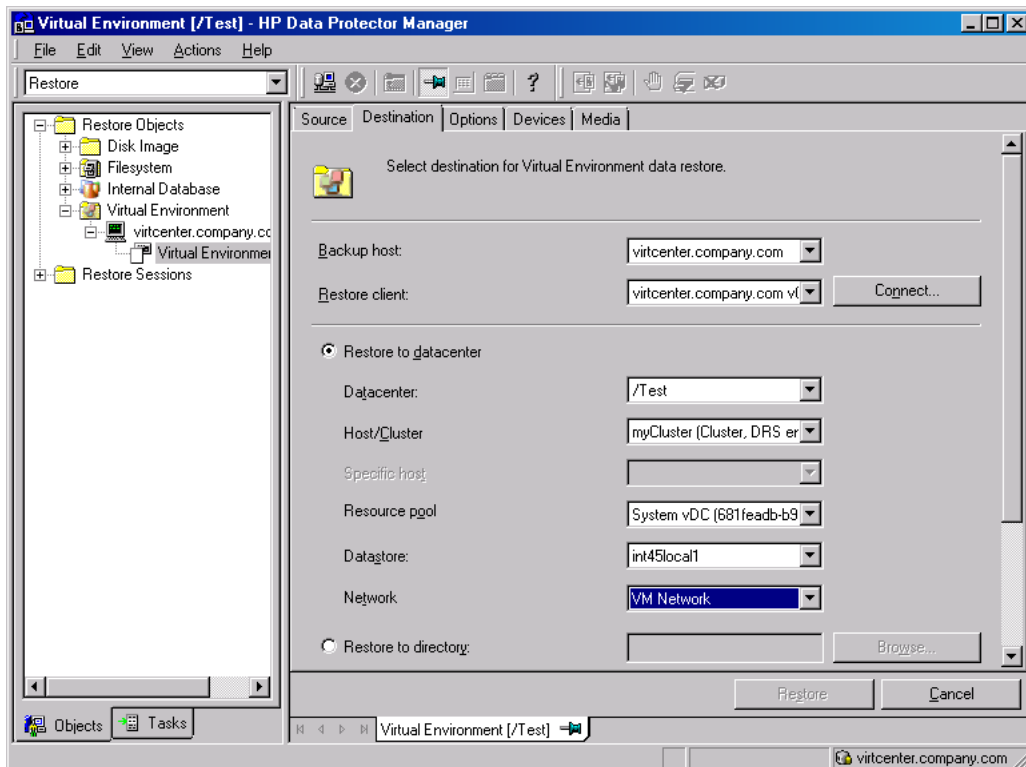 Virtual Environment [/Test] - HP Data Protector Manager
File Edit View Actions Help
Restore
Restore Objects
Disk Image
Filesystem
Internal Database
Virtual Environment
virtcenter.company.co
Virtual Environmer
Restore Sessions
Objects Tasks
Source Destination Options Devices Media
Select destination for Virtual Environment data restore.
Backup host: virtcenter.company.com
Restore client: virtcenter.company.com v( Connect...
Restore to datacenter
Datacenter: /Test
Host/Cluster myCluster (Cluster, DRS er
Specific host
Resource pool System vDC (681feadb-b9
Datastore: int45local1
Network VM Network
Restore to directory: Browse...
Restore Cancel
Virtual Environment [/Test]
virtcenter.company.com